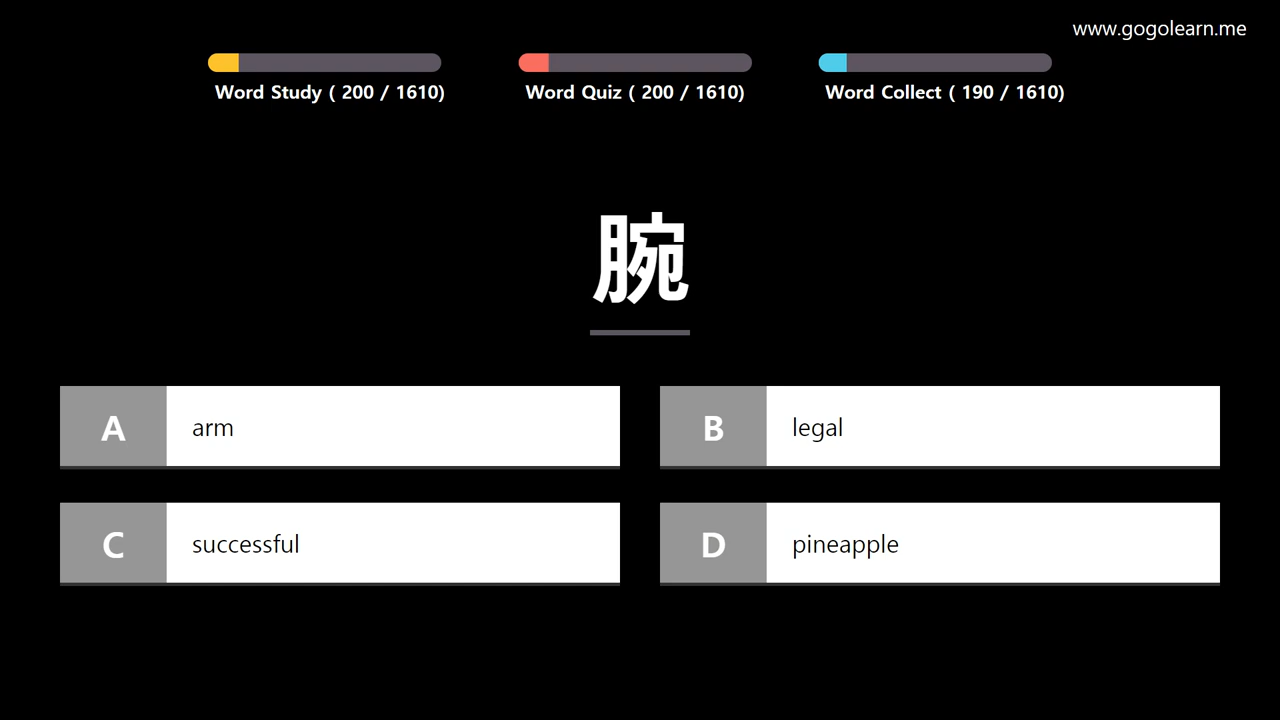 www.gogolearn.me
Word Study ( 200 / 1610)
Word Quiz ( 200 / 1610)
Word Collect ( 190 / 1610)
腕
A arm
B legal
C successful
D pineapple